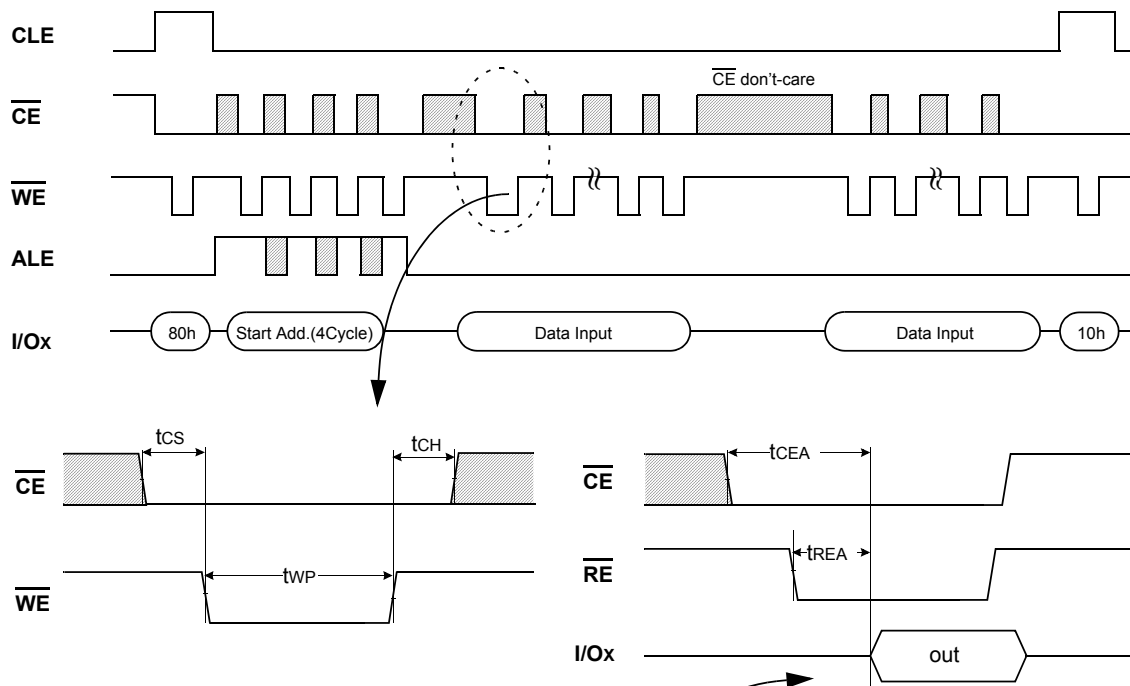 CLE
CE don't-care
CE
WE
ALE
I/Ox
80h
Start Add.(4Cycle)
Data Input
Data Input
10h
tCS
tCH
CE
tWP
WE
tCEA
CE
tREA
RE
I/Ox
out